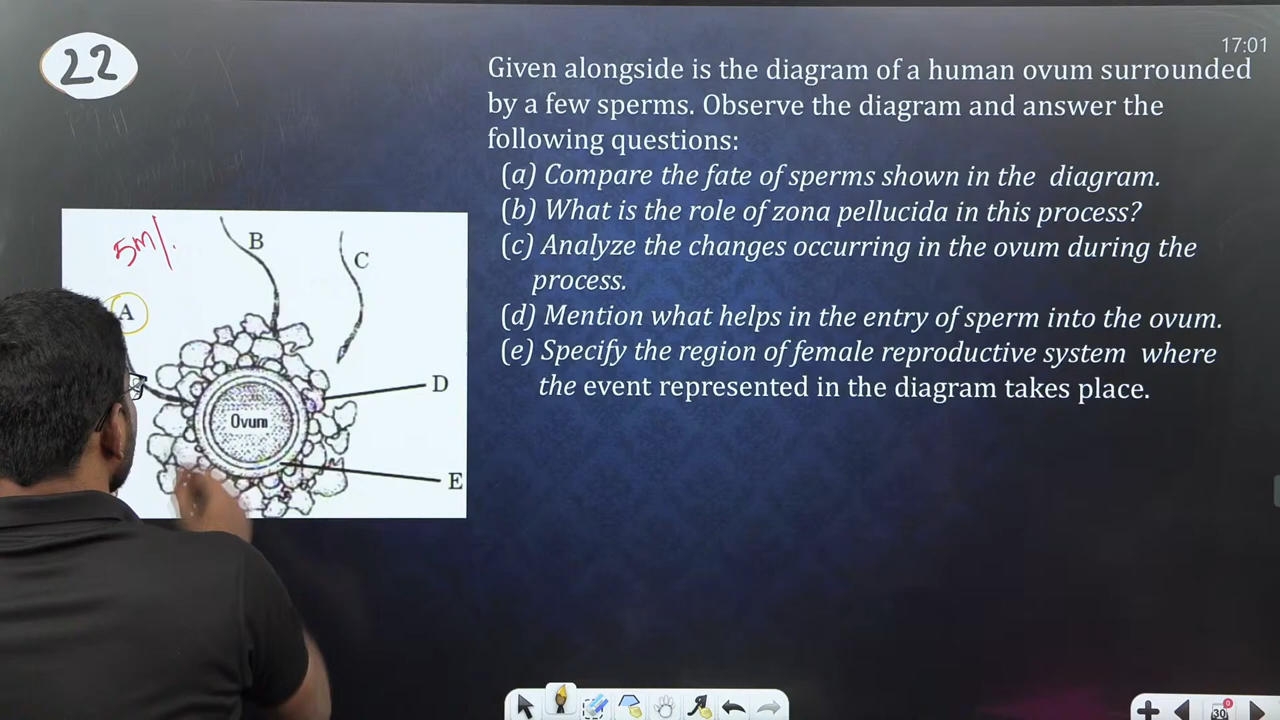 22
17:01
Given alongside is the diagram of a human ovum surrounded
by a few sperms. Observe the diagram and answer the
following questions:
(a) Compare the fate of sperms shown in the diagram.
(b) What is the role of zona pellucida in this process?
(c) Analyze the changes occurring in the ovum during the
process.
(d) Mention what helps in the entry of sperm into the ovum.
(e) Specify the region of female reproductive system where
the event represented in the diagram takes place.
5m/.
B
C
A
D
Ovum
E
30